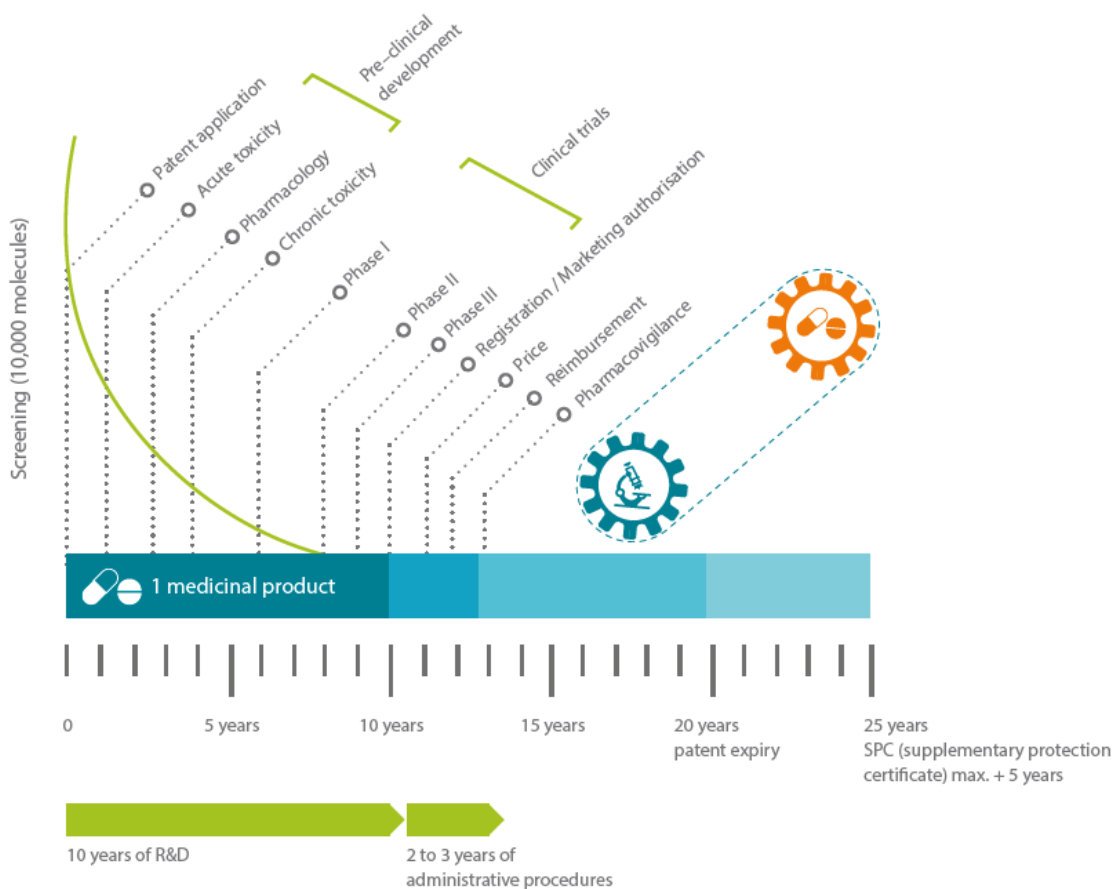 Pre–clinical
development
Clinical trials
Patent application
Acute toxicity
Pharmacology
Chronic toxicity
Phase I
Phase II
Phase III
Registration / Marketing authorisation
Price
Reimbursement
Pharmacovigilance
Screening (10,000 molecules)
1 medicinal product
0
5 years
10 years
15 years
20 years
patent expiry
25 years
SPC (supplementary protection
certificate) max. + 5 years
10 years of R&D
2 to 3 years of
administrative procedures